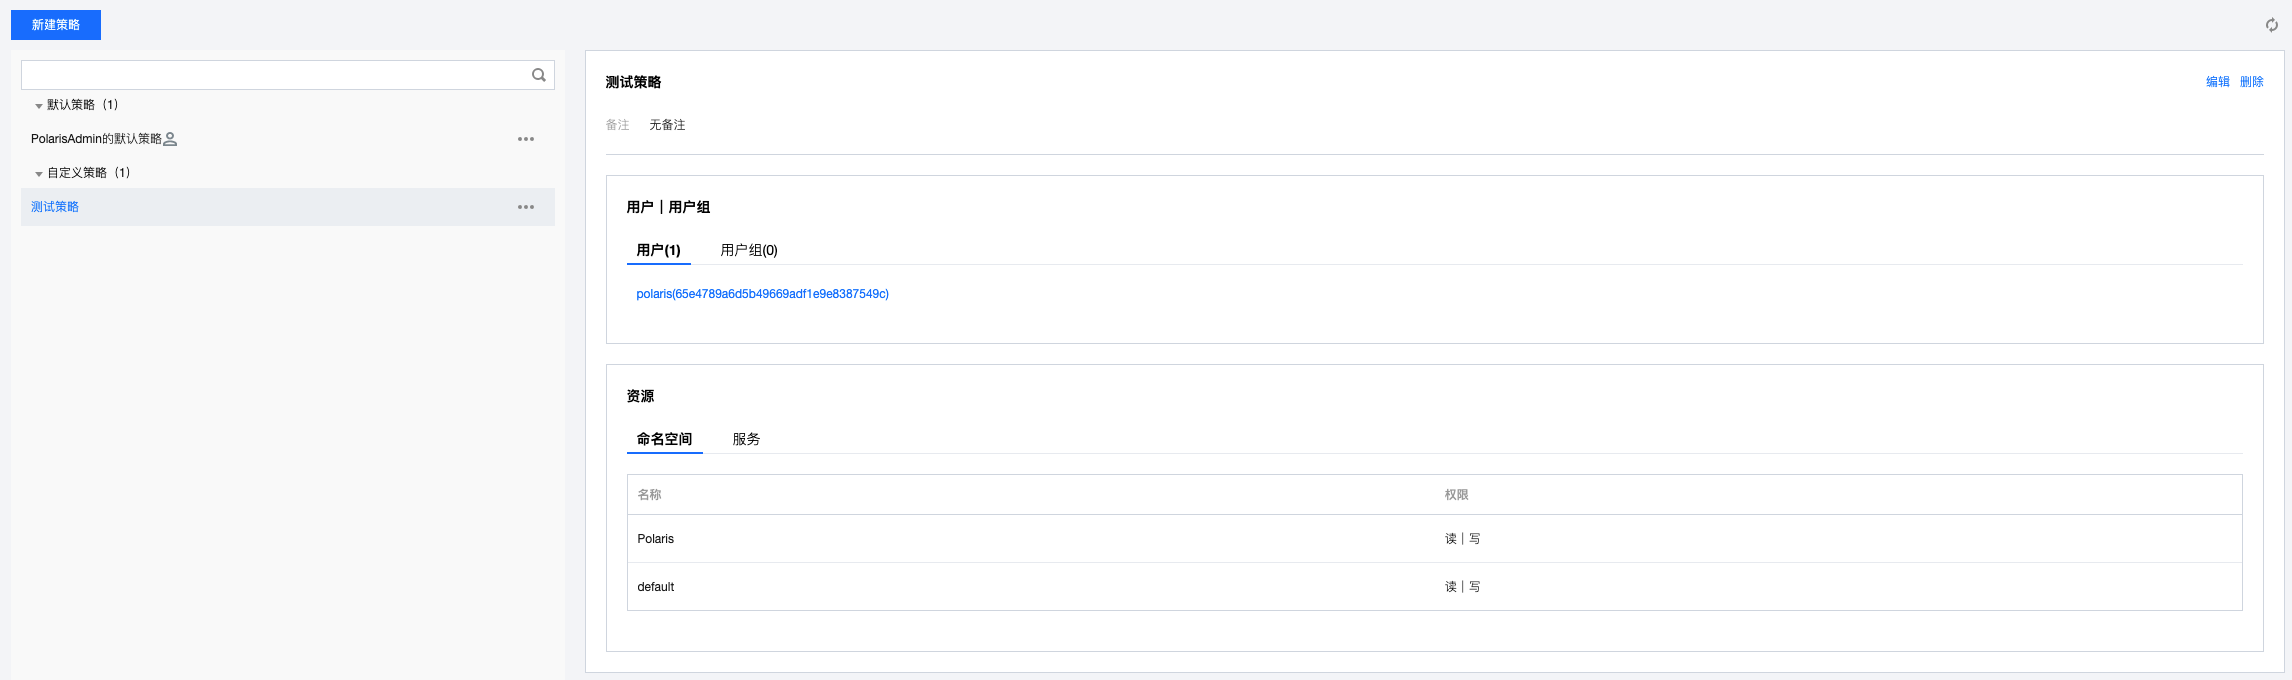 新建策略
默认策略（1）
PolarisAdmin的默认策略
自定义策略（1）
测试策略
测试策略
编辑 删除
备注 无备注
用户｜用户组
用户(1) 用户组(0)
polaris(65e4789a6d5b49669adf1e9e8387549c)
资源
命名空间 服务
名称 权限
Polaris 读｜写
default 读｜写